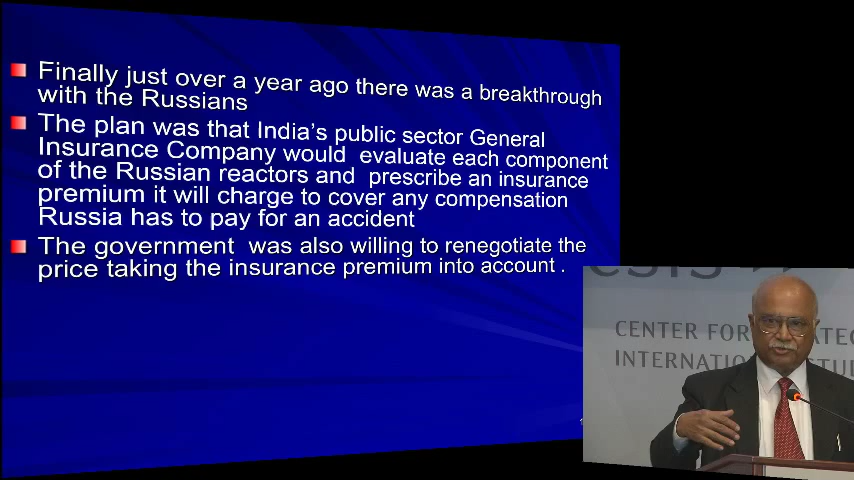 Finally just over a year ago there was a breakthrough
with the Russians
The plan was that India's public sector General
Insurance Company would evaluate each component
of the Russian reactors and prescribe an insurance
premium it will charge to cover any compensation
Russia has to pay for an accident
The government was also willing to renegotiate the
price taking the insurance premium into account .
CSIS
CENTER FOR
INTERNATIONAL